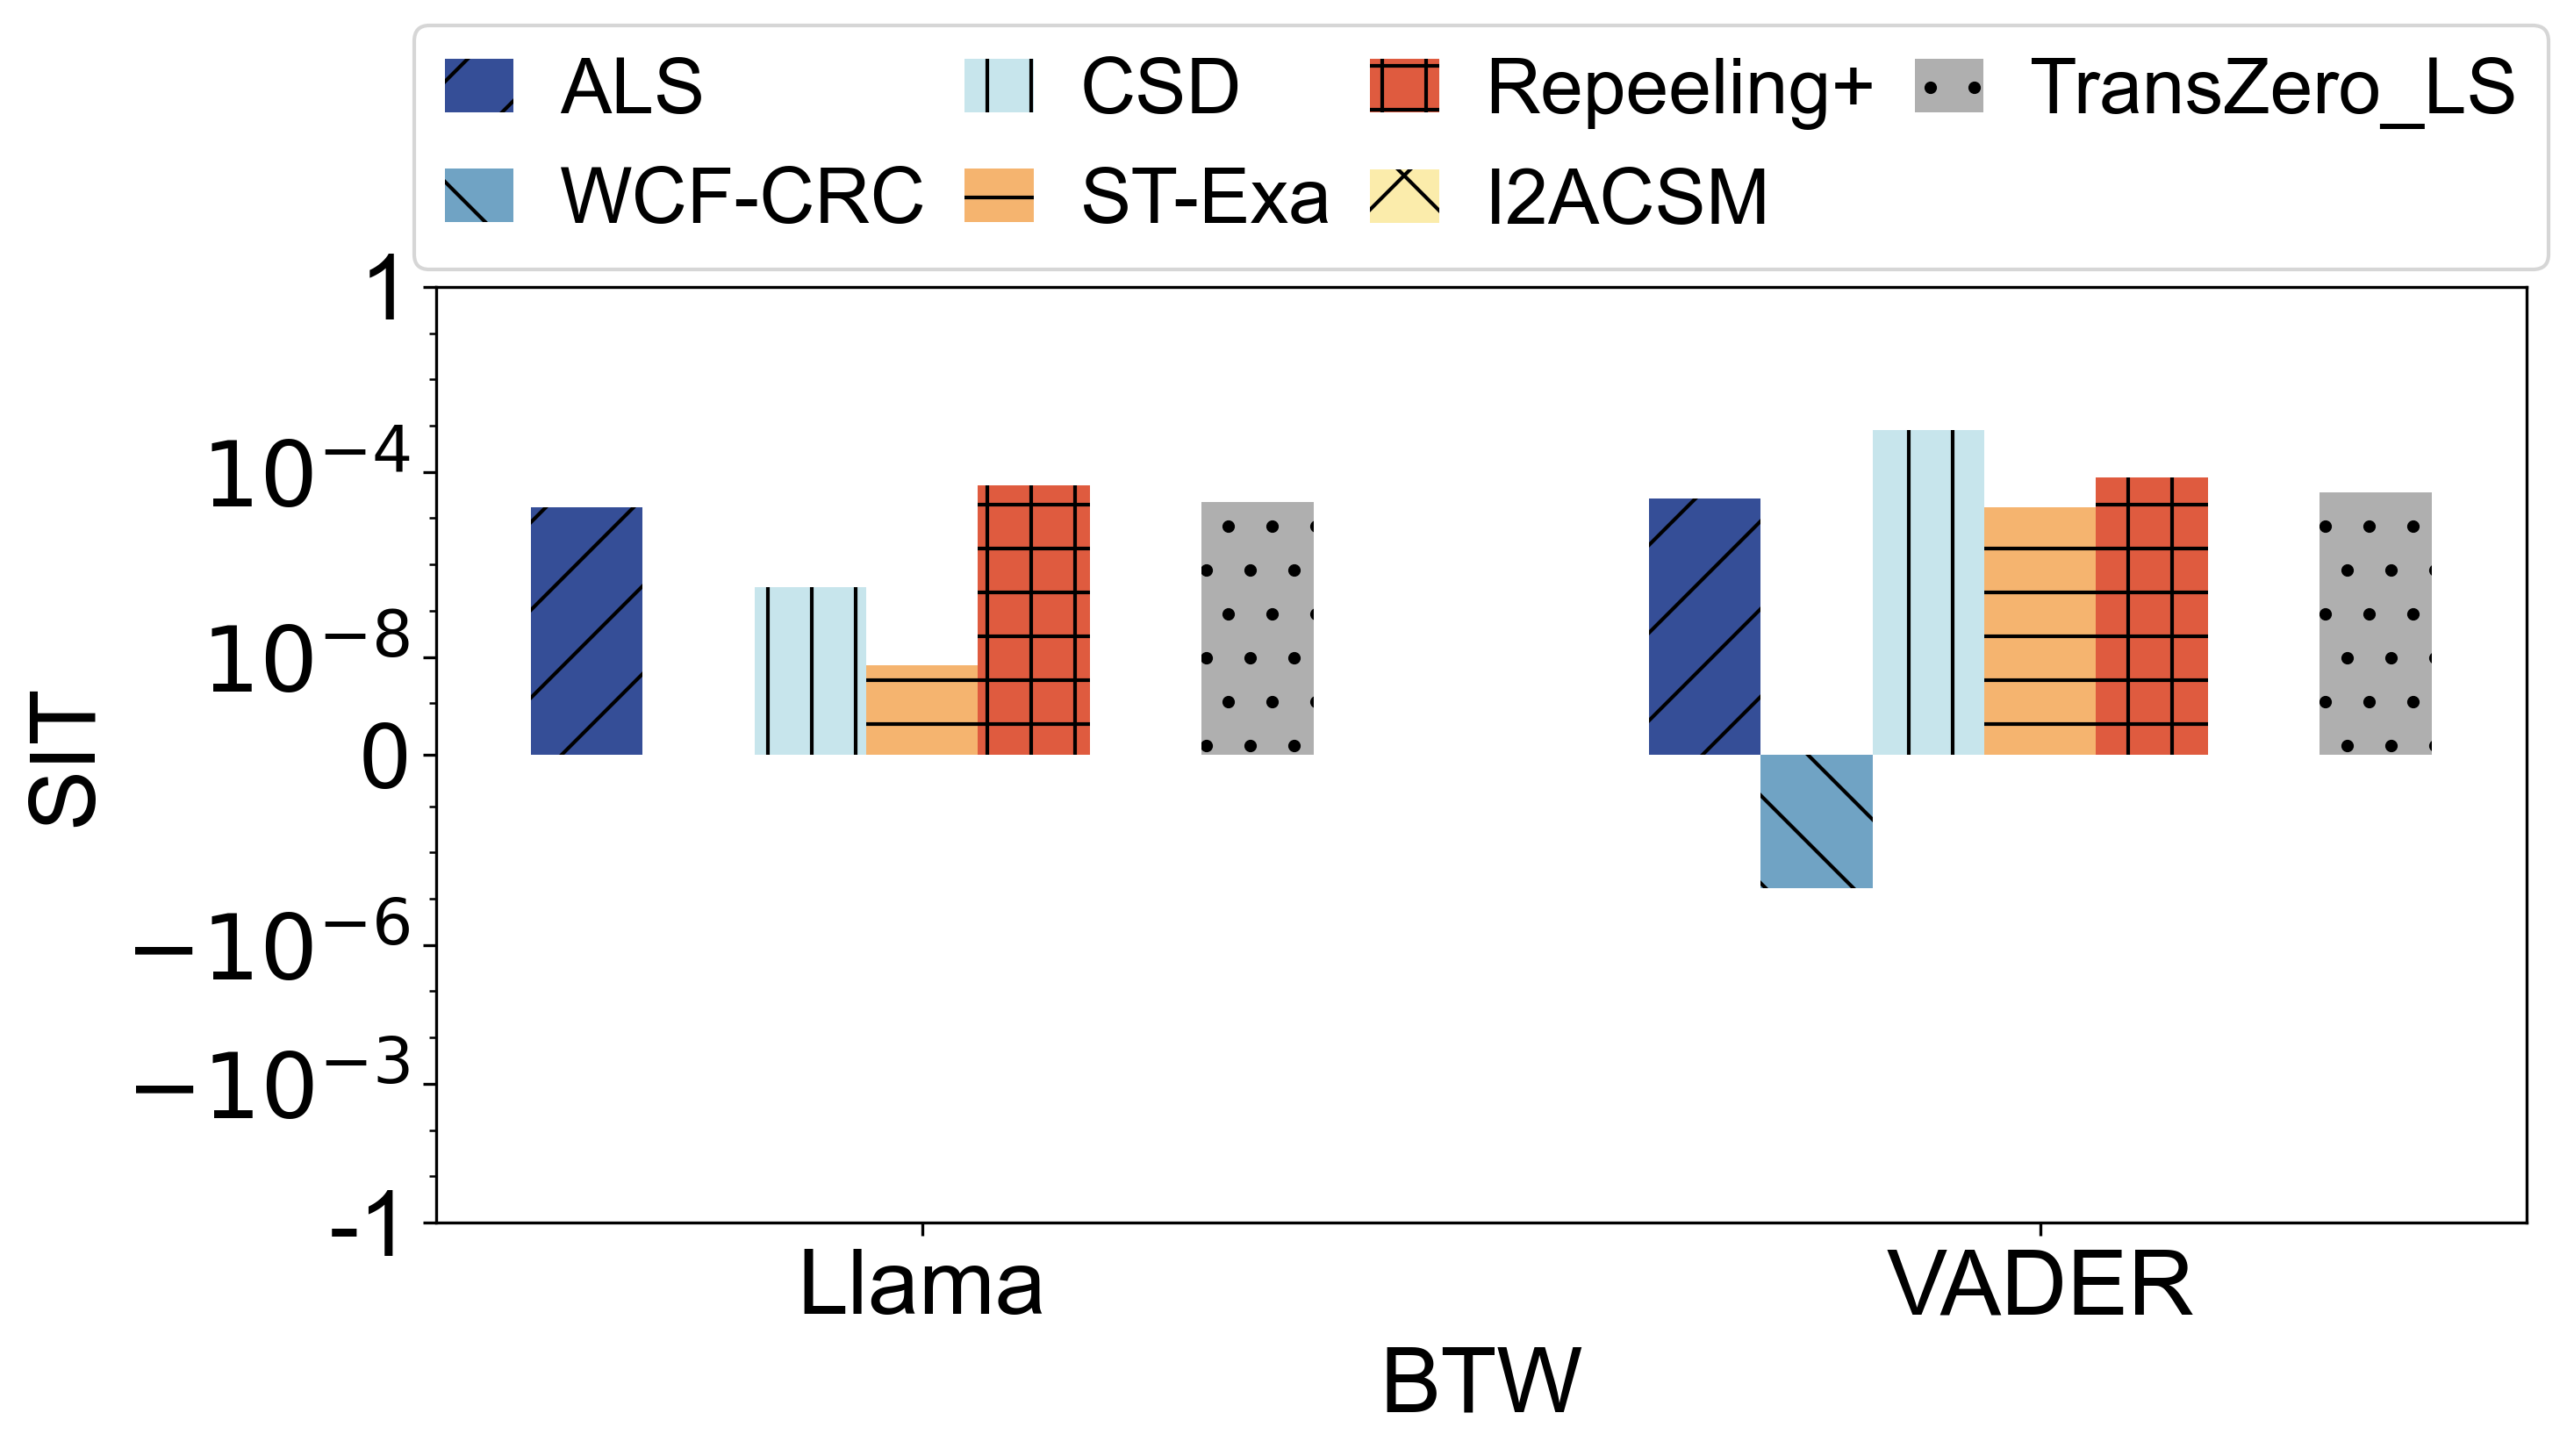 ALS CSD Repeeling+ TransZero_LS
WCF-CRC ST-Exa I2ACSM
1
10⁻⁴
10⁻⁸
0
−10⁻⁶
−10⁻³
-1
SIT
Llama VADER
BTW